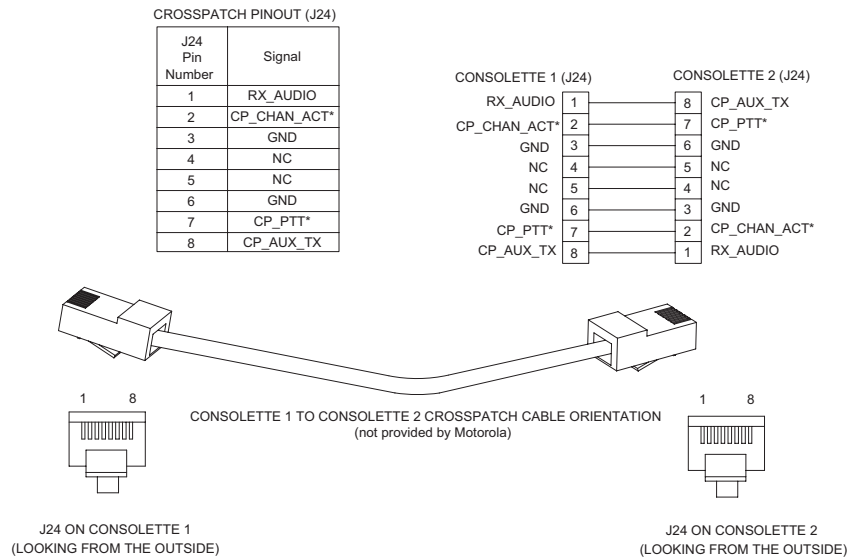 CROSSPATCH PINOUT (J24)
J24 Pin Number Signal
1 RX_AUDIO
2 CP_CHAN_ACT*
3 GND
4 NC
5 NC
6 GND
7 CP_PTT*
8 CP_AUX_TX
CONSOLETTE 1 (J24) CONSOLETTE 2 (J24)
RX_AUDIO 1 8 CP_AUX_TX
CP_CHAN_ACT* 2 7 CP_PTT*
GND 3 6 GND
NC 4 5 NC
NC 5 4 NC
GND 6 3 GND
CP_PTT* 7 2 CP_CHAN_ACT*
CP_AUX_TX 8 1 RX_AUDIO
1 8
CONSOLETTE 1 TO CONSOLETTE 2 CROSSPATCH CABLE ORIENTATION
(not provided by Motorola)
1 8
J24 ON CONSOLETTE 1
(LOOKING FROM THE OUTSIDE)
J24 ON CONSOLETTE 2
(LOOKING FROM THE OUTSIDE)